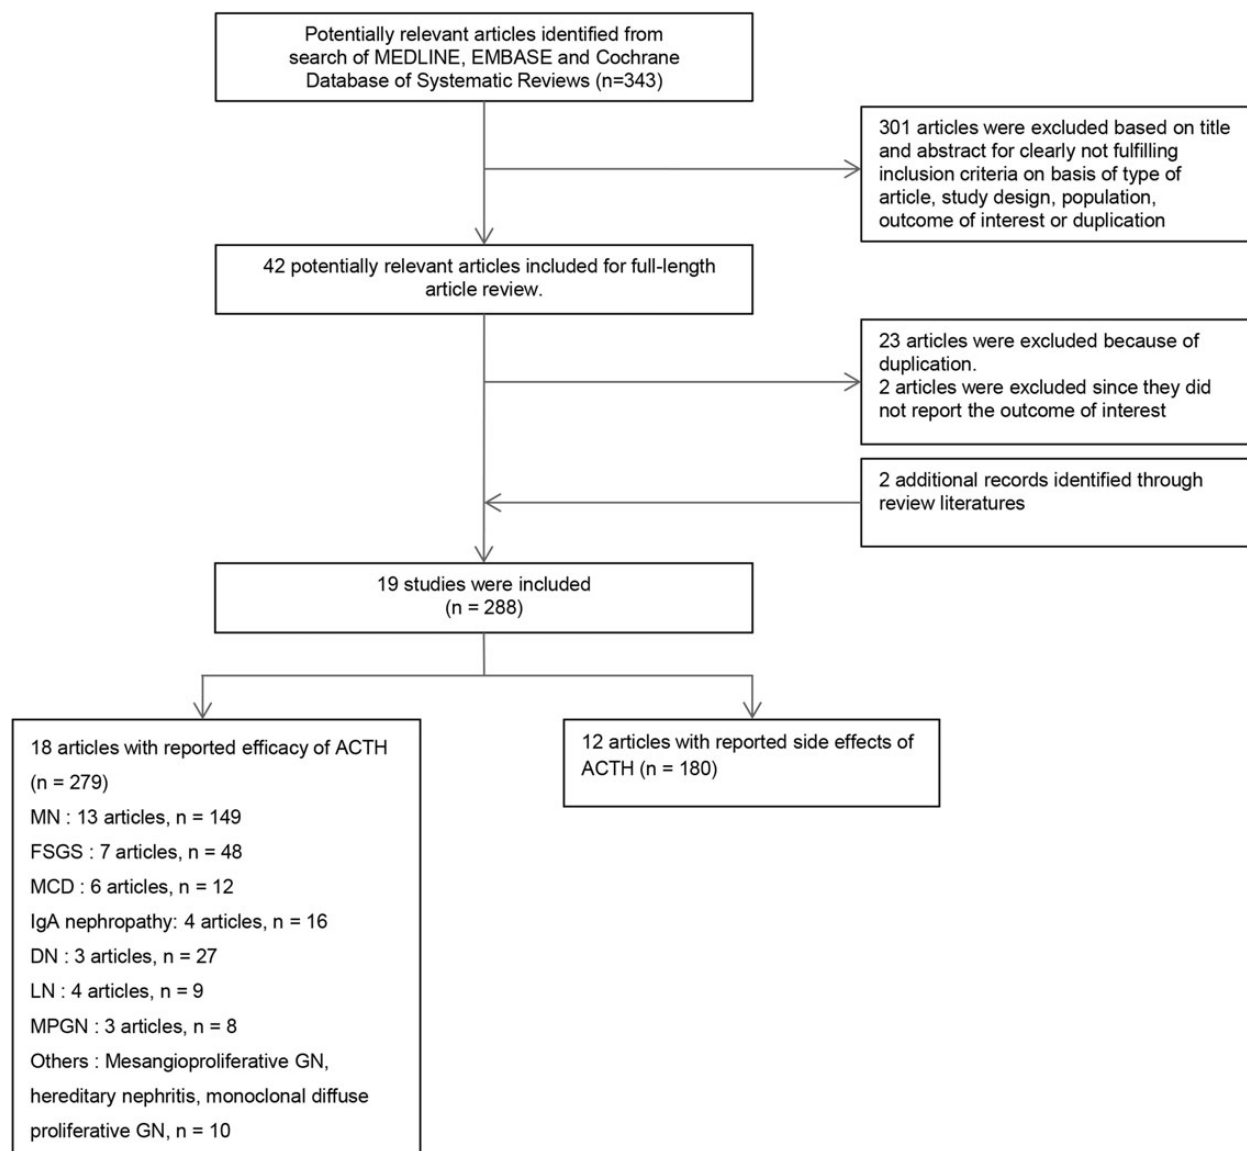 Potentially relevant articles identified from
search of MEDLINE, EMBASE and Cochrane
Database of Systematic Reviews (n=343)
301 articles were excluded based on title
and abstract for clearly not fulfilling
inclusion criteria on basis of type of
article, study design, population,
outcome of interest or duplication
42 potentially relevant articles included for full-length
article review.
23 articles were excluded because of
duplication.
2 articles were excluded since they did
not report the outcome of interest
2 additional records identified through
review literatures
19 studies were included
(n = 288)
18 articles with reported efficacy of ACTH
(n = 279)
MN : 13 articles, n = 149
FSGS : 7 articles, n = 48
MCD : 6 articles, n = 12
IgA nephropathy: 4 articles, n = 16
DN : 3 articles, n = 27
LN : 4 articles, n = 9
MPGN : 3 articles, n = 8
Others : Mesangioproliferative GN,
hereditary nephritis, monoclonal diffuse
proliferative GN, n = 10
12 articles with reported side effects of
ACTH (n = 180)